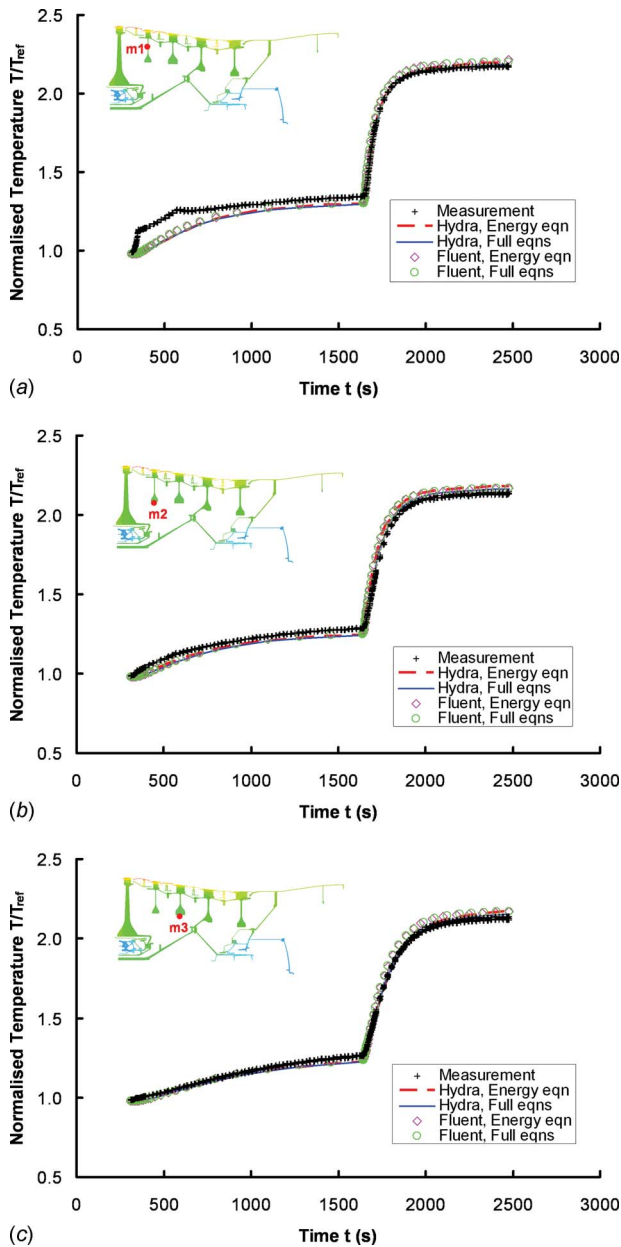 Normalised Temperature T/Tref
2.5
2.0
1.5
1.0
0.5
m1
Measurement
Hydra, Energy eqn
Hydra, Full eqns
Fluent, Energy eqn
Fluent, Full eqns
0 500 1000 1500 2000 2500 3000
(a) Time t (s)
Normalised Temperature T/Tref
2.5
2.0
1.5
1.0
0.5
m2
Measurement
Hydra, Energy eqn
Hydra, Full eqns
Fluent, Energy eqn
Fluent, Full eqns
0 500 1000 1500 2000 2500 3000
(b) Time t (s)
Normalised Temperature T/Tref
2.5
2.0
1.5
1.0
0.5
m3
Measurement
Hydra, Energy eqn
Hydra, Full eqns
Fluent, Energy eqn
Fluent, Full eqns
0 500 1000 1500 2000 2500 3000
(c) Time t (s)